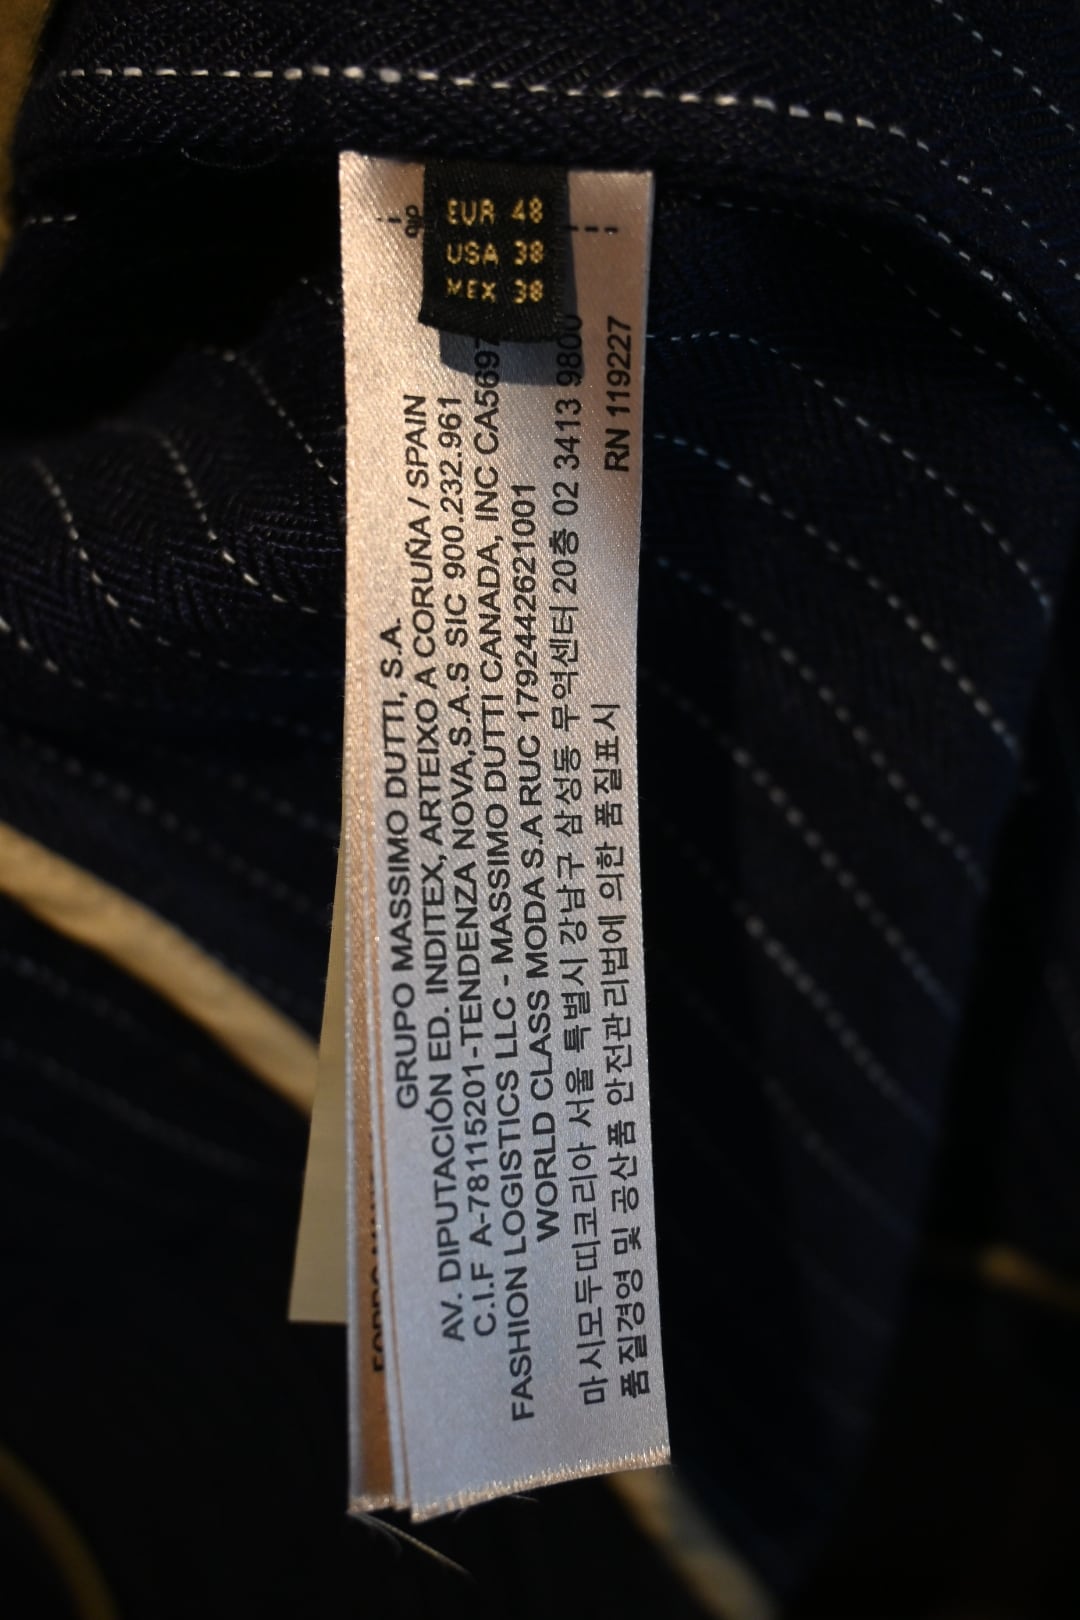 EUR 48
USA 38
MEX 38
GRUPO MASSIMO DUTTI, S.A.
AV. DIPUTACIÓN ED. INDITEX, ARTEIXO A CORUÑA / SPAIN
C.I.F A-78115201-TENDENZA NOVA,S.A.S SIC 900.232.961
FASHION LOGISTICS LLC - MASSIMO DUTTI CANADA, INC CA5697
WORLD CLASS MODA S.A RUC 1792442621001
마시모두띠코리아 서울 특별시 강남구 삼성동 무역센터 20층 02 3413 9800
품질경영 및 공산품 안전관리법에 의한 품질표시
RN 119227